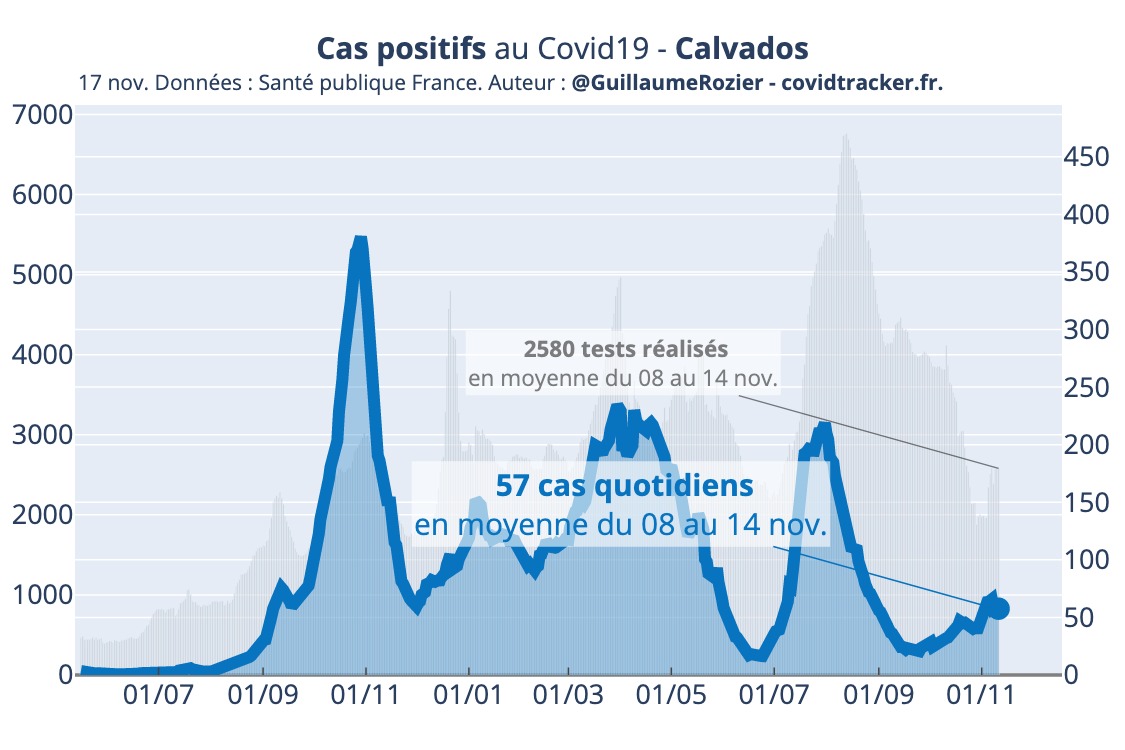 Cas positifs au Covid19 - Calvados
17 nov. Données : Santé publique France. Auteur : @GuillaumeRozier - covidtracker.fr.
7000
6000
5000
4000
3000
2000
1000
0
450
400
350
300
250
200
150
100
50
0
2580 tests réalisés
en moyenne du 08 au 14 nov.
57 cas quotidiens
en moyenne du 08 au 14 nov.
01/07 01/09 01/11 01/01 01/03 01/05 01/07 01/09 01/11